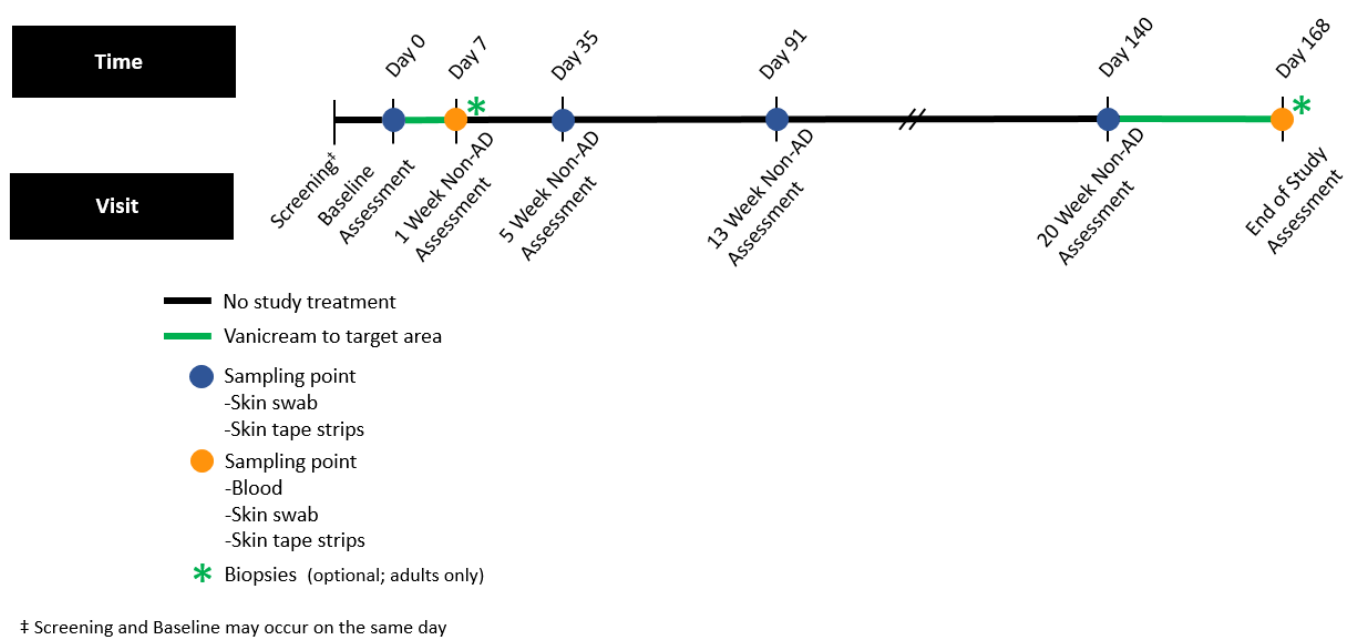 Time
Day 0
Day 7
Day 35
Day 91
Day 140
Day 168
*
*
Visit
Screening‡
Baseline
Assessment
1 Week Non-AD
Assessment
5 Week Non-AD
Assessment
13 Week Non-AD
Assessment
20 Week Non-AD
Assessment
End of Study
Assessment
No study treatment
Vanicream to target area
Sampling point
-Skin swab
-Skin tape strips
Sampling point
-Blood
-Skin swab
-Skin tape strips
* Biopsies (optional; adults only)
‡ Screening and Baseline may occur on the same day